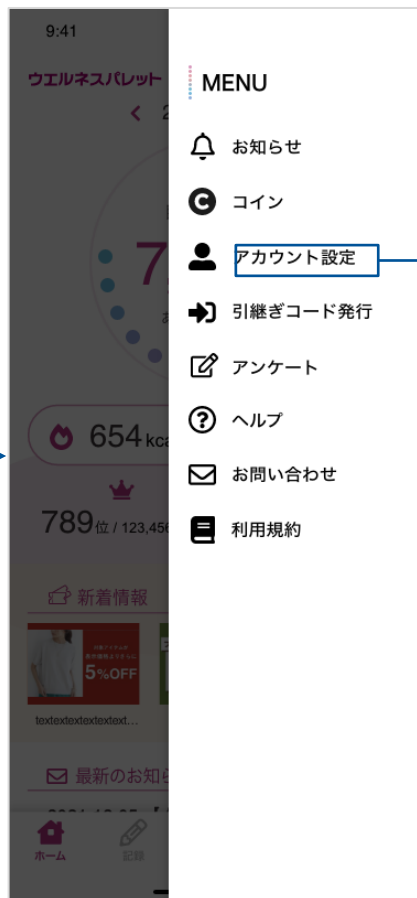 9:41
ウエルネスパレット
MENU
お知らせ
コイン
アカウント設定
引継ぎコード発行
アンケート
ヘルプ
お問い合わせ
利用規約
7
654 kca
789位 / 123,456
新着情報
5%OFF
textextextextextext...
最新のお知ら
ホーム
記録